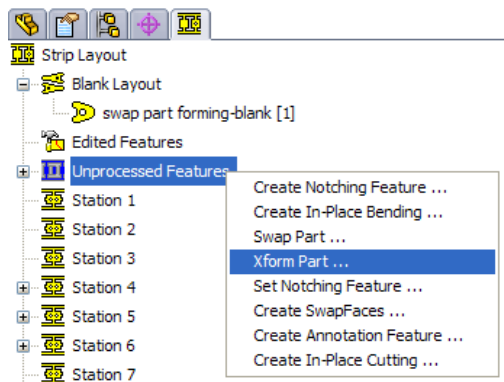 Strip Layout
Blank Layout
swap part forming-blank [1]
Edited Features
Unprocessed Features
Station 1
Station 2
Station 3
Station 4
Station 5
Station 6
Station 7
Create Notching Feature ...
Create In-Place Bending ...
Swap Part ...
Xform Part ...
Set Notching Feature ...
Create SwapFaces ...
Create Annotation Feature ...
Create In-Place Cutting ...